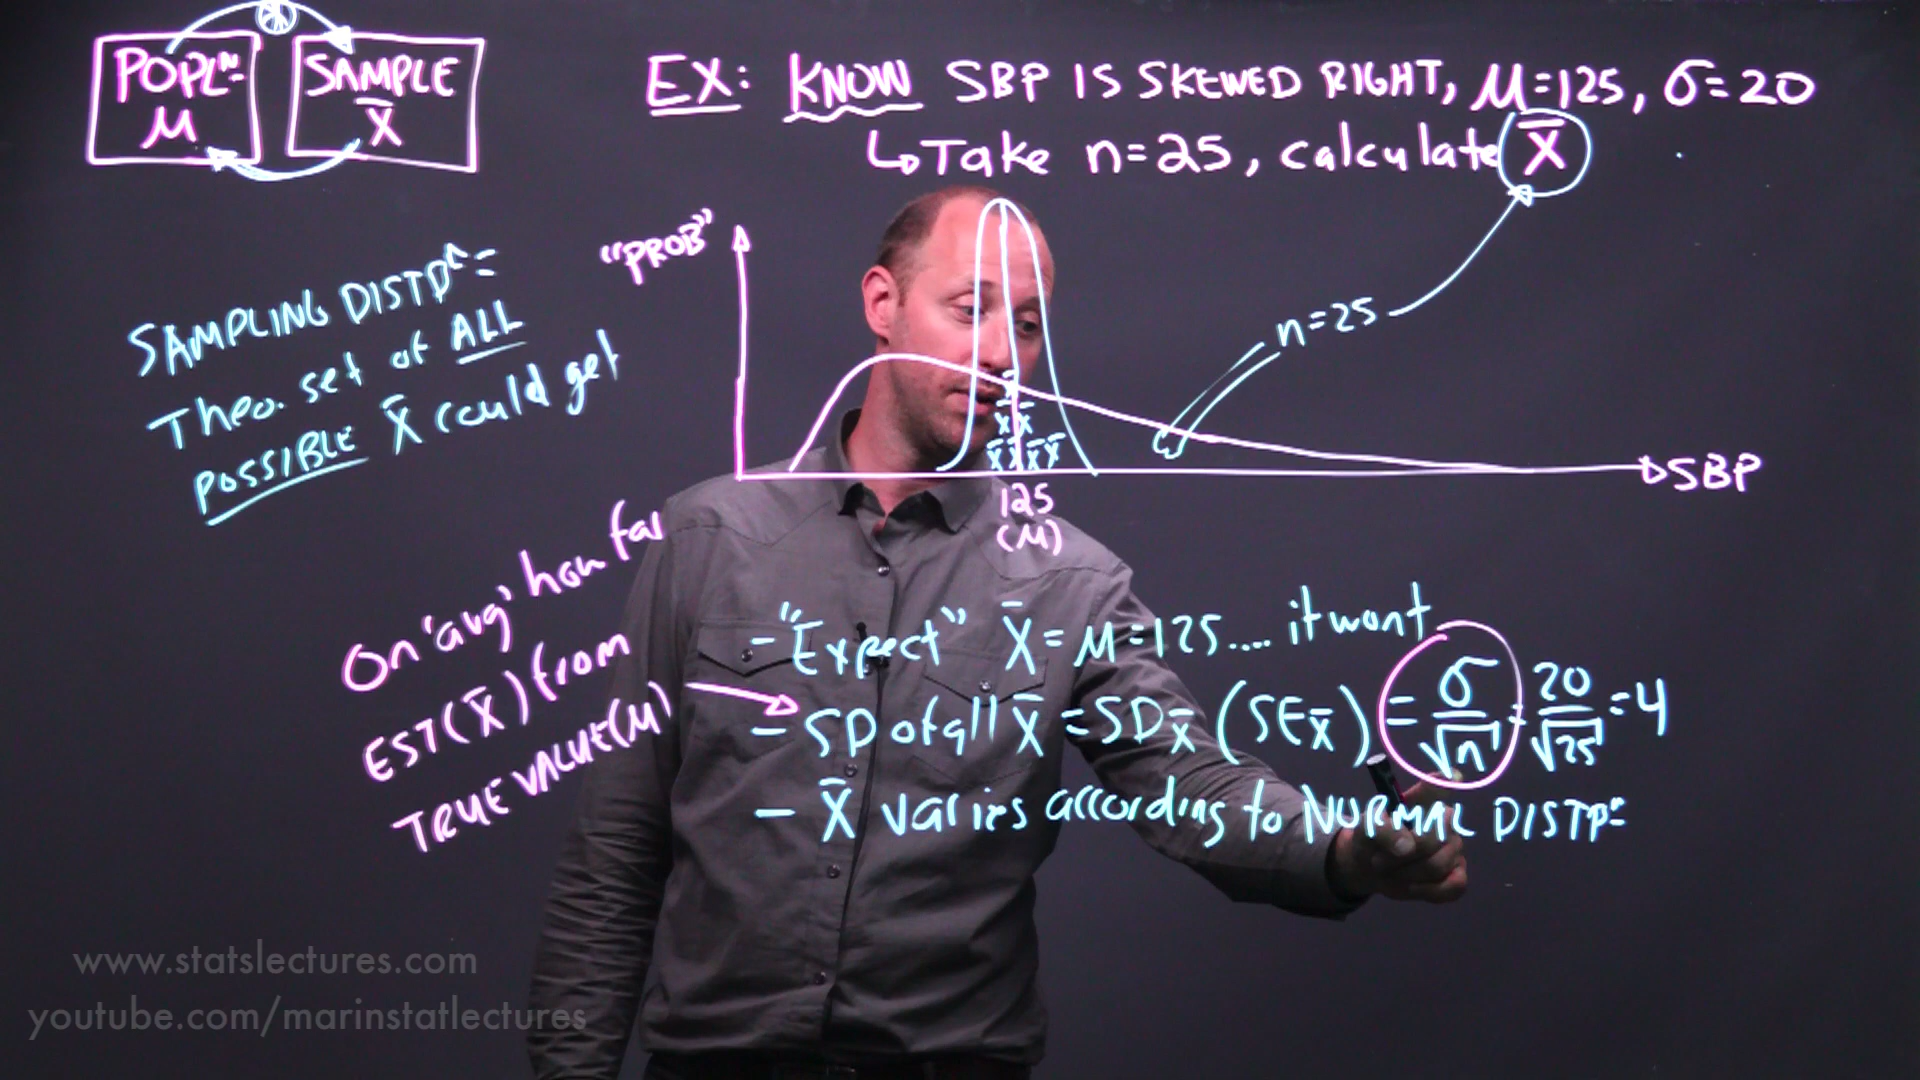 POPLⁿ
μ
SAMPLE
x̄
EX: KNOW SBP IS SKEWED RIGHT, μ=125, σ=20
↳ Take n=25, calculate x̄
"PROB"
n=25
x̄
x̄ x̄
x̄ x̄ x̄ x̄
SBP
125
(μ)
SAMPLING DISTRⁿ=
Theo. set of ALL
POSSIBLE x̄ could get
On 'avg' how far
EST(x̄) from
TRUE VALUE(μ)
- "Expect" x̄ = μ = 125.... it wont
- SD of all x̄ = SDx̄ (SEx̄) = σ/√n = 20/√25 = 4
- x̄ varies according to NORMAL DISTRⁿ
www.statslectures.com
youtube.com/marinstatlectures